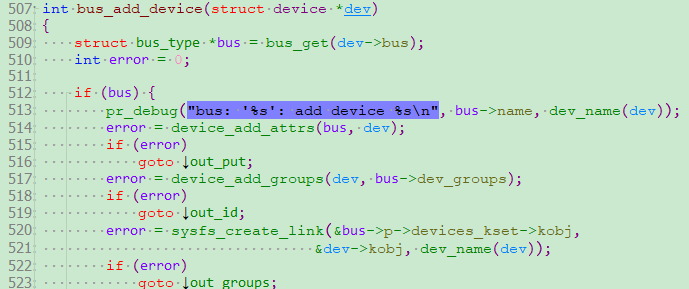 507 int bus_add_device(struct device *dev)
508 {
509 struct bus_type *bus = bus_get(dev->bus);
510 int error = 0;
511
512 if (bus) {
513 pr_debug("bus: '%s': add device %s\n", bus->name, dev_name(dev));
514 error = device_add_attrs(bus, dev);
515 if (error)
516 goto ↓out_put;
517 error = device_add_groups(dev, bus->dev_groups);
518 if (error)
519 goto ↓out_id;
520 error = sysfs_create_link(&bus->p->devices_kset->kobj,
521 &dev->kobj, dev_name(dev));
522 if (error)
523 goto ↓out_groups;